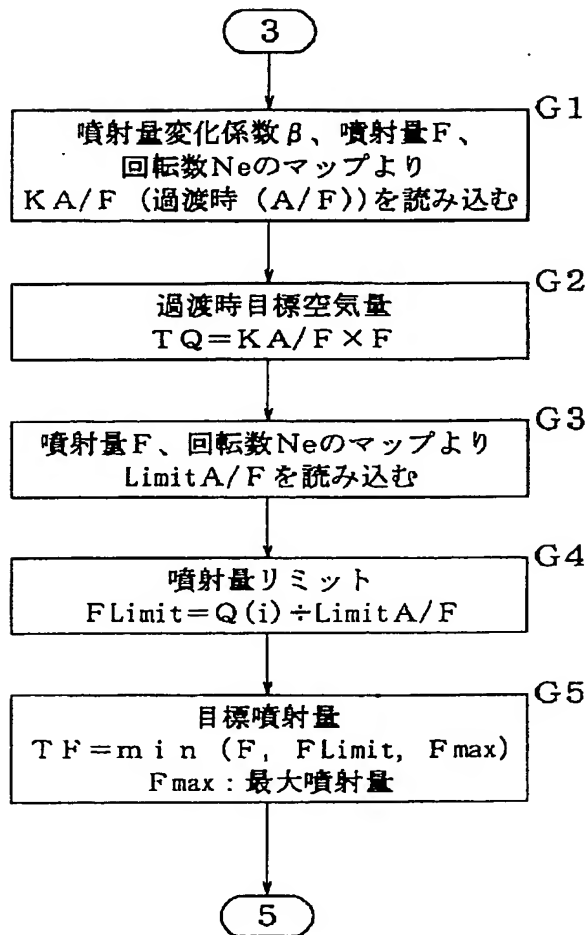 3
G1
噴射量変化係数β、噴射量F、
回転数Neのマップより
KA/F (過渡時 (A/F))を読み込む
G2
過渡時目標空気量
TQ=KA/F×F
G3
噴射量F、回転数Neのマップより
LimitA/Fを読み込む
G4
噴射量リミット
FLimit=Q(i)÷LimitA/F
G5
目標噴射量
TF=min (F, FLimit, Fmax)
Fmax:最大噴射量
5